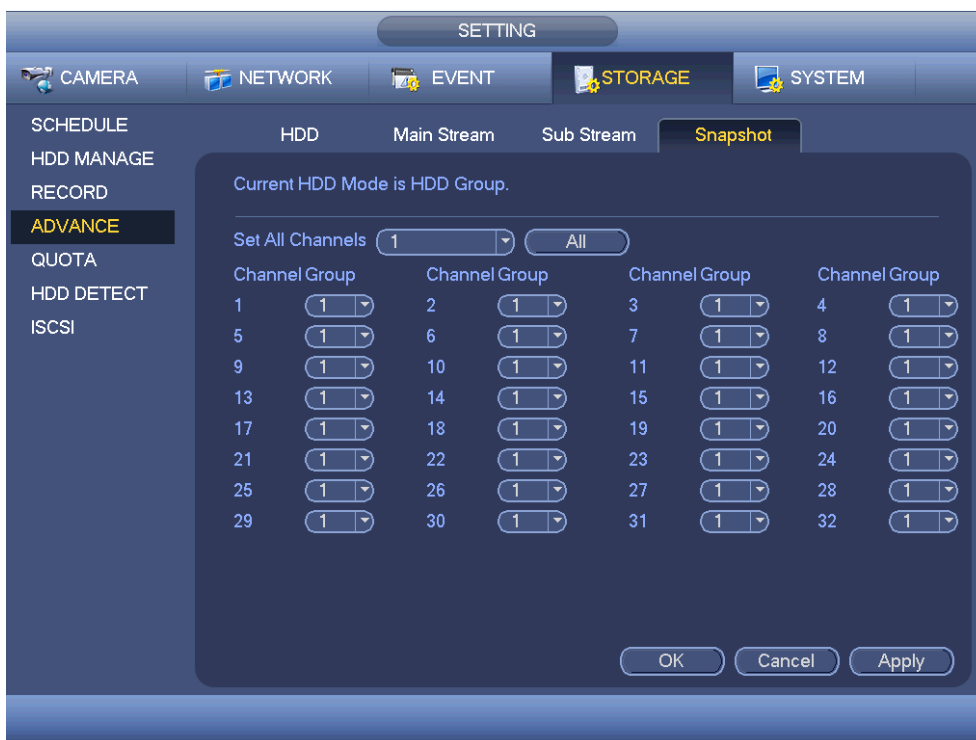 SETTING
CAMERA NETWORK EVENT STORAGE SYSTEM
SCHEDULE
HDD MANAGE
RECORD
ADVANCE
QUOTA
HDD DETECT
ISCSI
HDD Main Stream Sub Stream Snapshot
Current HDD Mode is HDD Group.
Set All Channels 1 All
Channel Group Channel Group Channel Group Channel Group
1 1 2 1 3 1 4 1
5 1 6 1 7 1 8 1
9 1 10 1 11 1 12 1
13 1 14 1 15 1 16 1
17 1 18 1 19 1 20 1
21 1 22 1 23 1 24 1
25 1 26 1 27 1 28 1
29 1 30 1 31 1 32 1
OK Cancel Apply